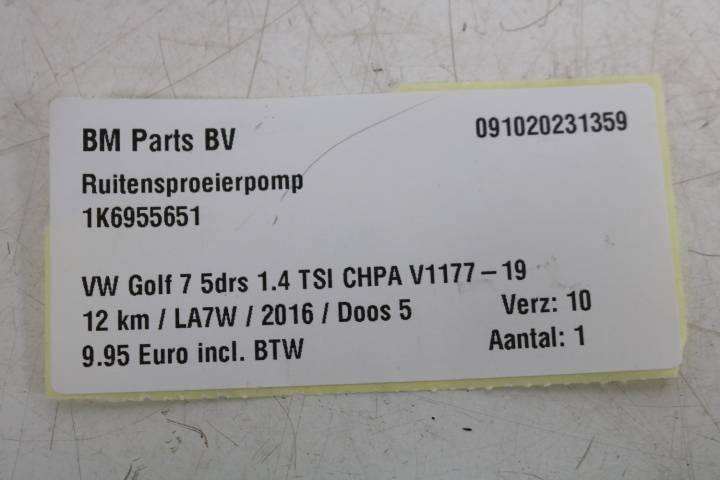 BM Parts BV 091020231359
Ruitensproeierpomp
1K6955651
VW Golf 7 5drs 1.4 TSI CHPA V1177-19
12 km / LA7W / 2016 / Doos 5 Verz: 10
9.95 Euro incl. BTW Aantal: 1